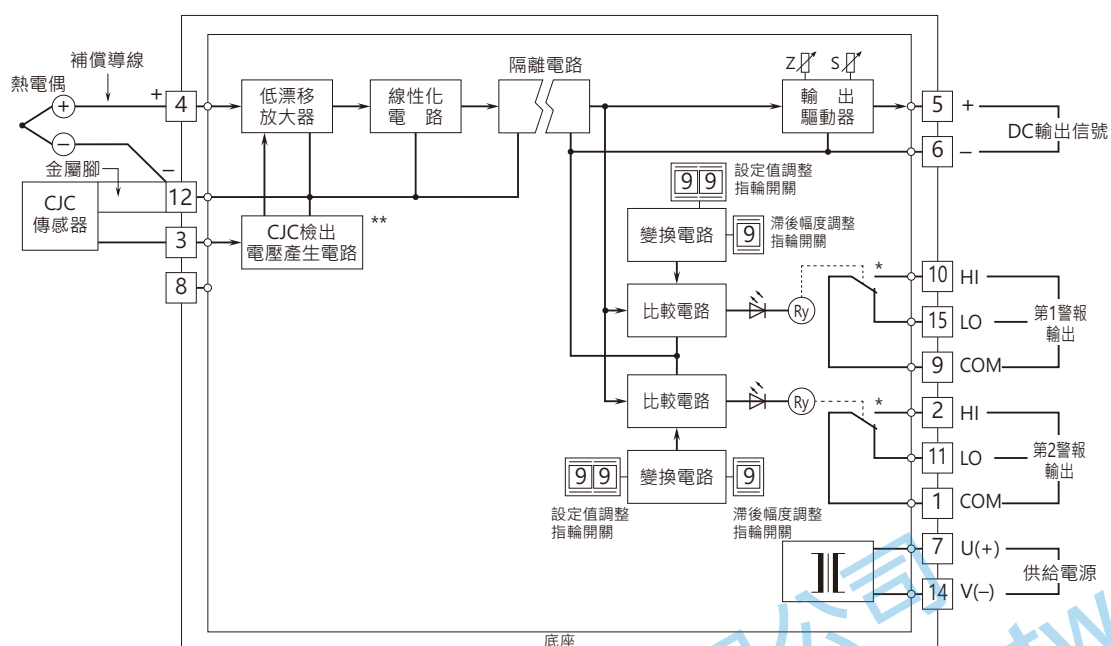 補償導線
熱電偶
+
4
低漂移
放大器
線性化
電 路
隔離電路
Z
S
輸 出
驅動器
5
+
DC輸出信號
6
–
+
–
–
金屬腳
12
CJC
傳感器
3
CJC檢出
電壓產生電路
**
8
9 9
設定值調整
指輪開關
變換電路
9
滯後幅度調整
指輪開關
比較電路
Ry
*
10
HI
15
LO
第1警報
輸出
9
COM
比較電路
Ry
*
2
HI
11
LO
第2警報
輸出
1
COM
9 9
變換電路
9
設定值調整
指輪開關
滯後幅度調整
指輪開關
7
U(+)
供給電源
14
V(–)
底座
公司
tw